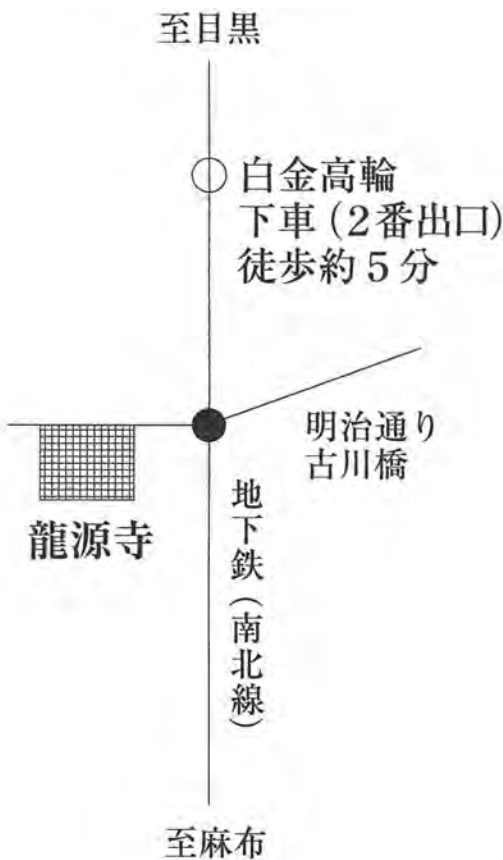 至目黒
白金高輪
下車（2番出口）
徒歩約5分
明治通り
古川橋
龍源寺
地下鉄（南北線）
至麻布